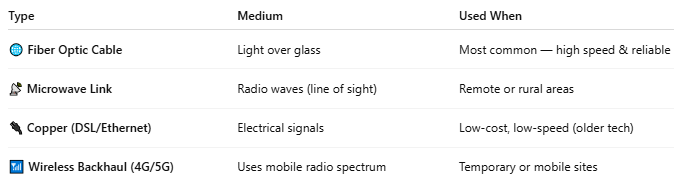 Type Medium Used When
🌐 Fiber Optic Cable Light over glass Most common — high speed & reliable
📡 Microwave Link Radio waves (line of sight) Remote or rural areas
🔌 Copper (DSL/Ethernet) Electrical signals Low-cost, low-speed (older tech)
📶 Wireless Backhaul (4G/5G) Uses mobile radio spectrum Temporary or mobile sites